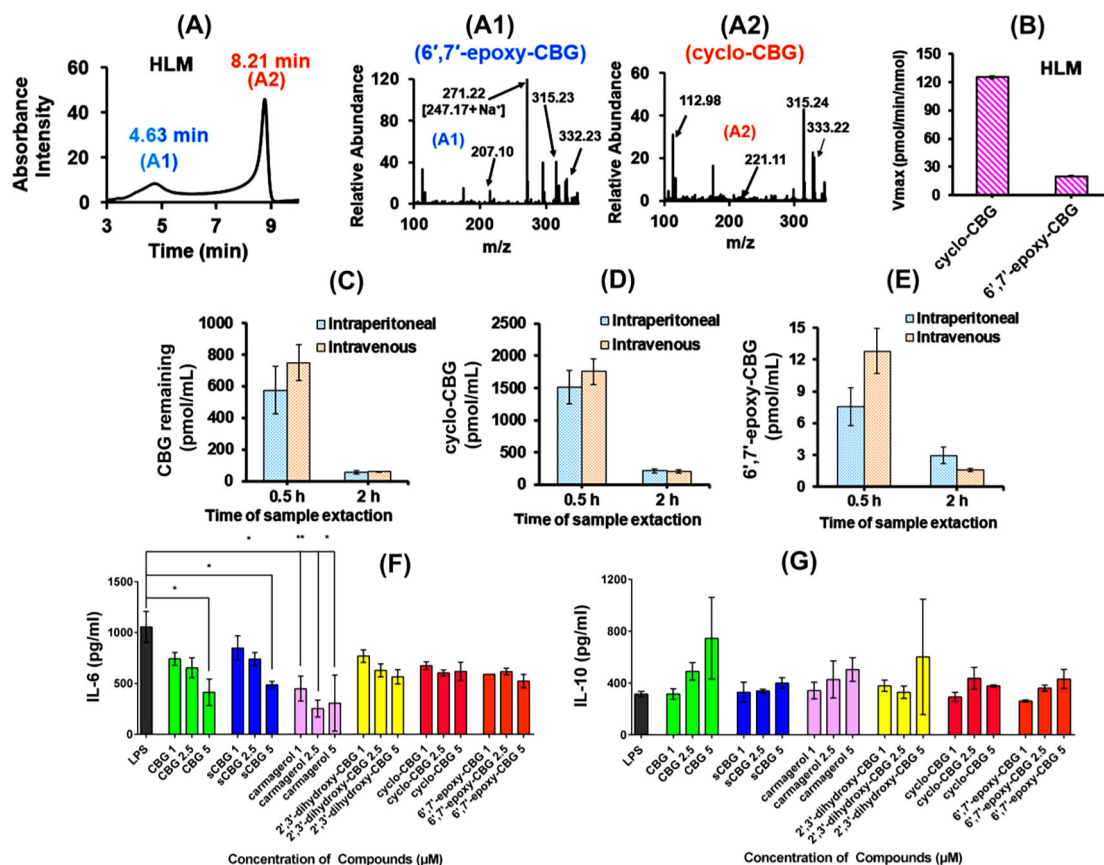 (A)
HLM
8.21 min
(A2)
4.63 min
(A1)
60
40
20
0
Absorbance
Intensity
3 5 7 9
Time (min)
(A1)
(6′,7′-epoxy-CBG)
120
80
40
0
Relative Abundance
271.22
[247.17+Na⁺]
315.23
332.23
(A1)
207.10
100 200 300
m/z
(A2)
(cyclo-CBG)
60
40
20
0
Relative Abundance
112.98
315.24
333.22
(A2)
221.11
100 200 300
m/z
(B)
HLM
150
120
90
60
30
0
Vmax (pmol/min/nmol)
cyclo-CBG
6′,7′-epoxy-CBG
(C)
Intraperitoneal
Intravenous
1000
800
600
400
200
0
CBG remaining
(pmol/mL)
0.5 h 2 h
Time of sample extaction
(D)
Intraperitoneal
Intravenous
2500
2000
1500
1000
500
0
cyclo-CBG
(pmol/mL)
0.5 h 2 h
Time of sample extaction
(E)
Intraperitoneal
Intravenous
15
12
9
6
3
0
6′,7′-epoxy-CBG
(pmol/mL)
0.5 h 2 h
Time of sample extaction
(F)
* ** *
*
*
1500
1000
500
0
IL-6 (pg/ml)
LPS
CBG 1
CBG 2.5
CBG 5
sCBG 1
sCBG 2.5
sCBG 5
carmagerol 1
carmagerol 2.5
carmagerol 5
2',3'-dihydroxy-CBG 1
2',3'-dihydroxy-CBG 2.5
2',3'-dihydroxy-CBG 5
cyclo-CBG 1
cyclo-CBG 2.5
cyclo-CBG 5
6',7'-epoxy-CBG 1
6',7'-epoxy-CBG 2.5
6',7'-epoxy-CBG 5
Concentration of Compounds (µM)
(G)
1200
800
400
0
IL-10 (pg/ml)
LPS
CBG 1
CBG 2.5
CBG 5
sCBG 1
sCBG 2.5
sCBG 5
carmagerol 1
carmagerol 2.5
carmagerol 5
2',3'-dihydroxy-CBG 1
2',3'-dihydroxy-CBG 2.5
2',3'-dihydroxy-CBG 5
cyclo-CBG 1
cyclo-CBG 2.5
cyclo-CBG 5
6',7'-epoxy-CBG 1
6',7'-epoxy-CBG 2.5
6',7'-epoxy-CBG 5
Concentration of Compounds (µM)